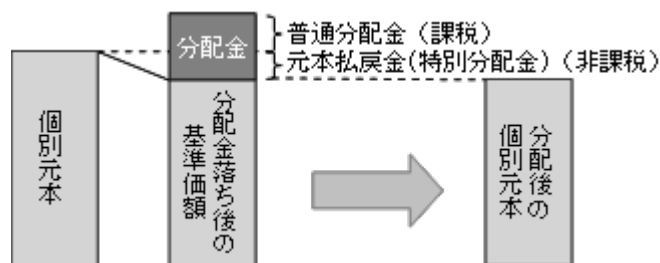 分配金
普通分配金（課税）
元本払戻金(特別分配金)（非課税）
個別元本
分配金落ち後の
基準価額
分配後の
個別元本